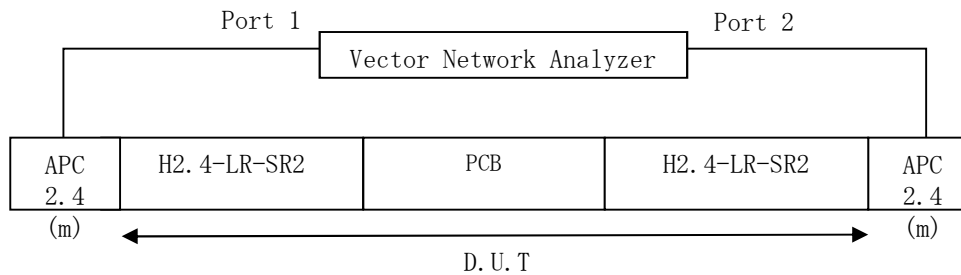 Port 1
Port 2
Vector Network Analyzer
APC
2.4
(m)
H2.4-LR-SR2
PCB
H2.4-LR-SR2
APC
2.4
(m)
D.U.T